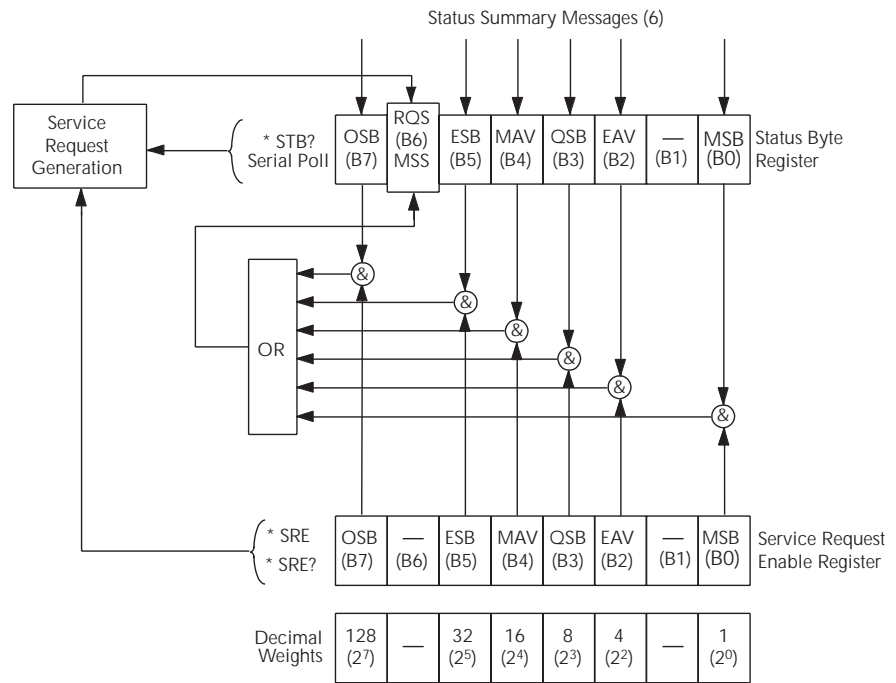 Status Summary Messages (6)
Service
Request
Generation
* STB?
Serial Poll
OSB
(B7)
RQS
(B6)
MSS
ESB
(B5)
MAV
(B4)
QSB
(B3)
EAV
(B2)
—
(B1)
MSB
(B0)
Status Byte
Register
&
&
&
&
&
&
OR
* SRE
* SRE?
OSB
(B7)
—
(B6)
ESB
(B5)
MAV
(B4)
QSB
(B3)
EAV
(B2)
—
(B1)
MSB
(B0)
Service Request
Enable Register
Decimal
Weights
128
(2⁷)
—
32
(2⁵)
16
(2⁴)
8
(2³)
4
(2²)
—
1
(2⁰)